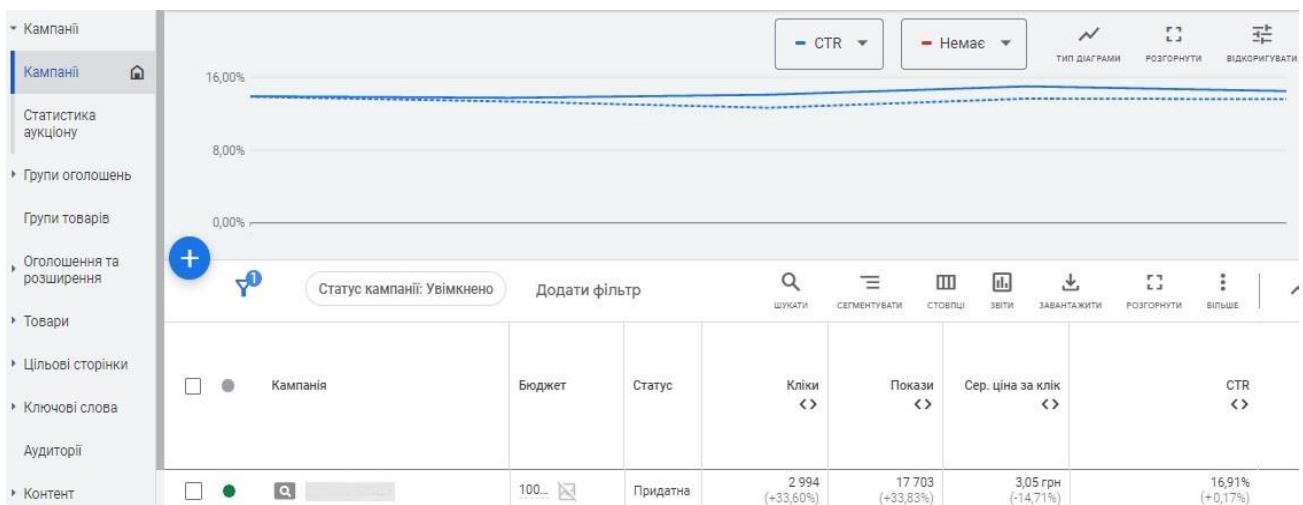 Кампанії
Кампанії
Статистика
аукціону
Групи оголошень
Групи товарів
Оголошення та
розширення
Товари
Цільові сторінки
Ключові слова
Аудиторії
Контент
CTR
Немає
ТИП ДІАГРАМИ
РОЗГОРНУТИ
ВІДКОРИГУВАТИ
16,00%
8,00%
0,00%
1
Статус кампанії: Увімкнено
Додати фільтр
ШУКАТИ
СЕГМЕНТУВАТИ
СТОВПЦІ
ЗВІТИ
ЗАВАНТАЖИТИ
РОЗГОРНУТИ
БІЛЬШЕ
Кампанія
Бюджет
Статус
Кліки
Покази
Сер. ціна за клік
CTR
100...
Придатна
2 994
(+33,60%)
17 703
(+33,83%)
3,05 грн
(-14,71%)
16,91%
(+0,17%)